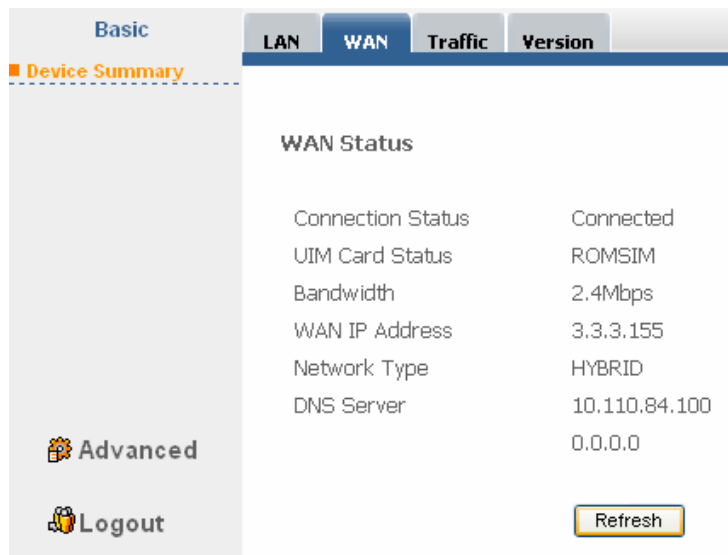 Basic
LAN WAN Traffic Version
Device Summary
WAN Status
Connection Status Connected
UIM Card Status ROMSIM
Bandwidth 2.4Mbps
WAN IP Address 3.3.3.155
Network Type HYBRID
DNS Server 10.110.84.100
0.0.0.0
Advanced
Logout
Refresh